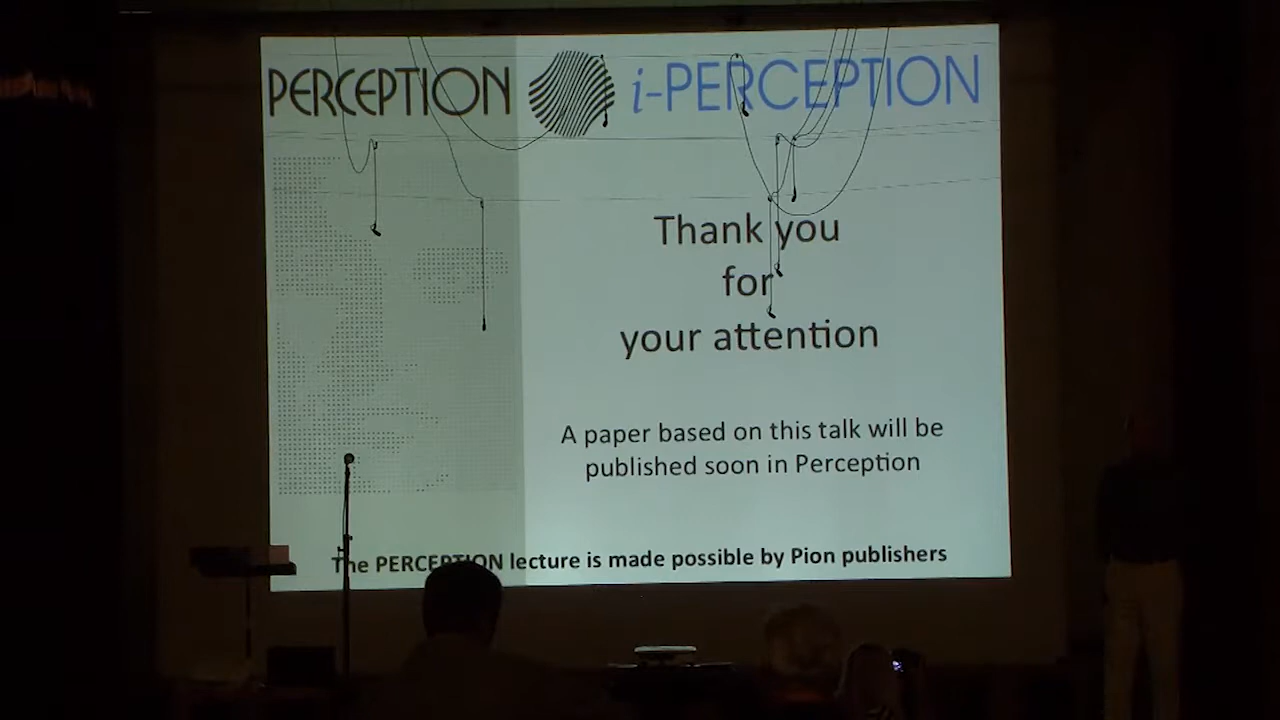 PERCEPTION i-PERCEPTION
Thank you
for
your attention
A paper based on this talk will be
published soon in Perception
The PERCEPTION lecture is made possible by Pion publishers